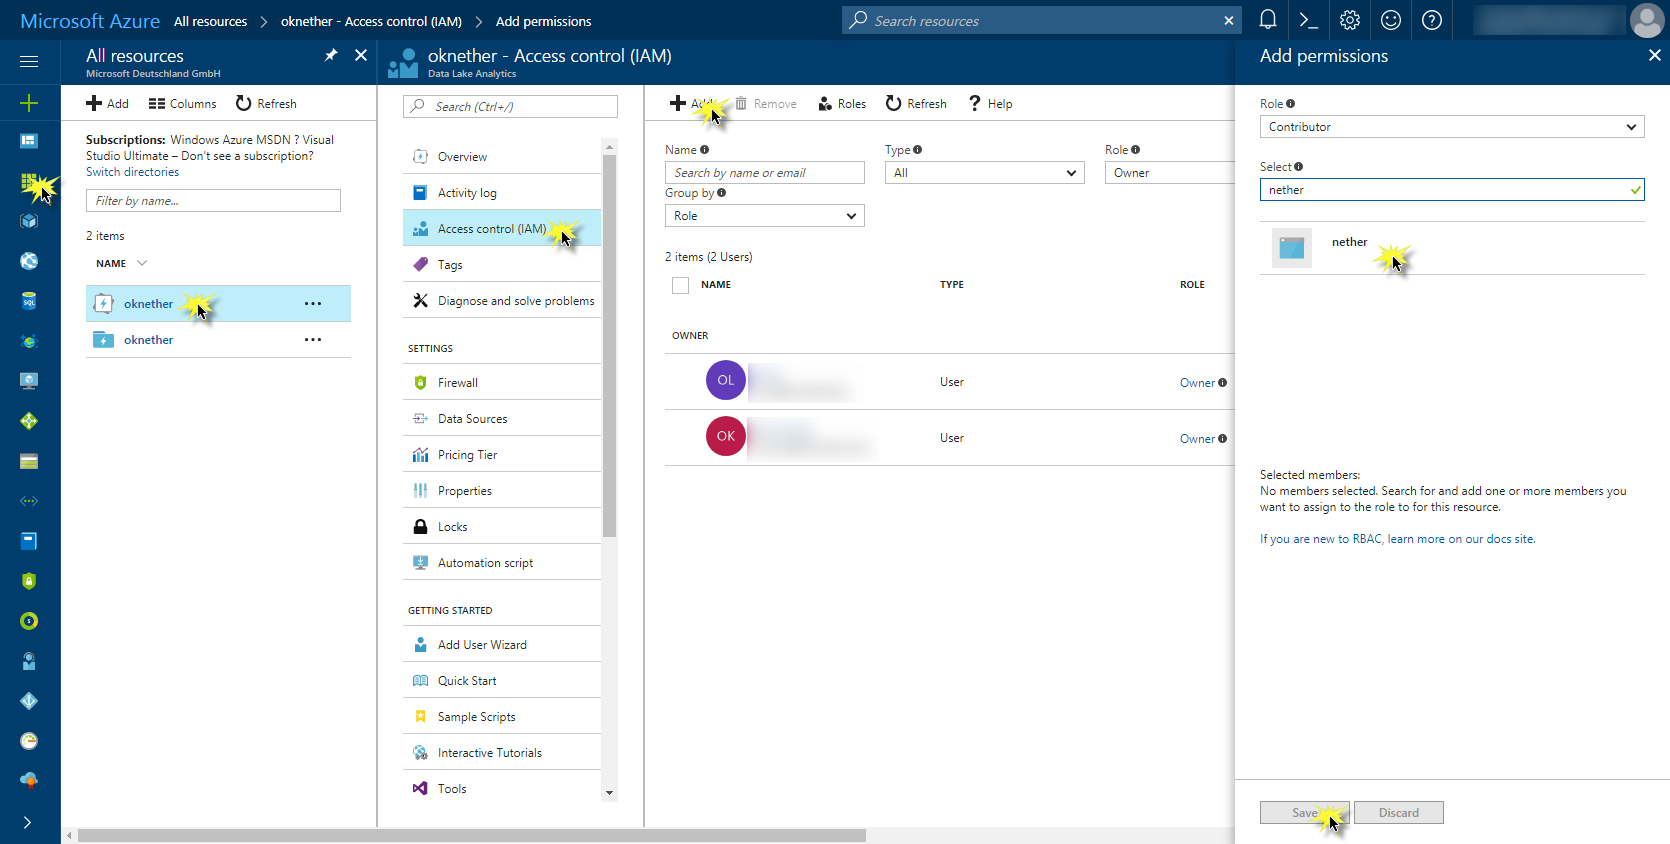 Microsoft Azure All resources > oknether - Access control (IAM) > Add permissions
Search resources
All resources
Microsoft Deutschland GmbH
Add Columns Refresh
Subscriptions: Windows Azure MSDN ? Visual
Studio Ultimate – Don't see a subscription?
Switch directories
Filter by name...
2 items
NAME
oknether
oknether
oknether - Access control (IAM)
Data Lake Analytics
Search (Ctrl+/)
Overview
Activity log
Access control (IAM)
Tags
Diagnose and solve problems
SETTINGS
Firewall
Data Sources
Pricing Tier
Properties
Locks
Automation script
GETTING STARTED
Add User Wizard
Quick Start
Sample Scripts
Interactive Tutorials
Tools
Add Remove Roles Refresh ? Help
Name Type Role
Search by name or email All Owner
Group by
Role
2 items (2 Users)
NAME TYPE ROLE
OWNER
OL User Owner
OK User Owner
Add permissions
Role
Contributor
Select
nether
nether
Selected members:
No members selected. Search for and add one or more members you
want to assign to the role to for this resource.
If you are new to RBAC, learn more on our docs site.
Save Discard